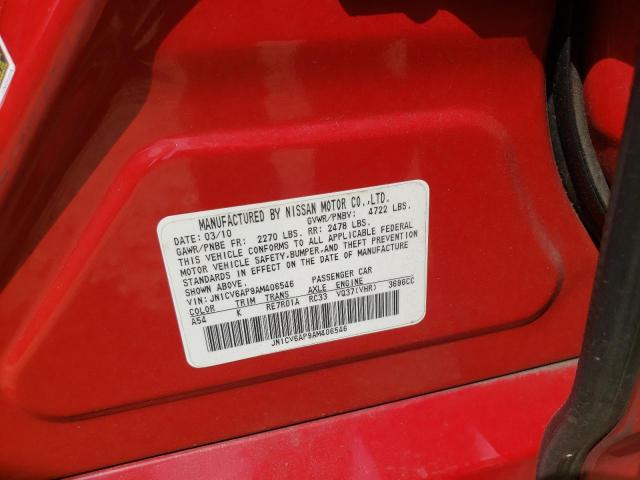 MANUFACTURED BY NISSAN MOTOR CO.,LTD.
DATE: 03/10 GVWR/PNBV: 4722 LBS.
GAWR/PNBE FR: 2270 LBS. RR: 2478 LBS.
THIS VEHICLE CONFORMS TO ALL APPLICABLE FEDERAL
MOTOR VEHICLE SAFETY,BUMPER,AND THEFT PREVENTION
STANDARDS IN EFFECT ON THE DATE OF MANUFACTURE
SHOWN ABOVE.
VIN: JN1CV6AP9AM406546 PASSENGER CAR
COLOR TRIM TRANS AXLE ENGINE
A54 K RE7R01A RC33 VQ37(VHR) 3696CC
JN1CV6AP9AM406546